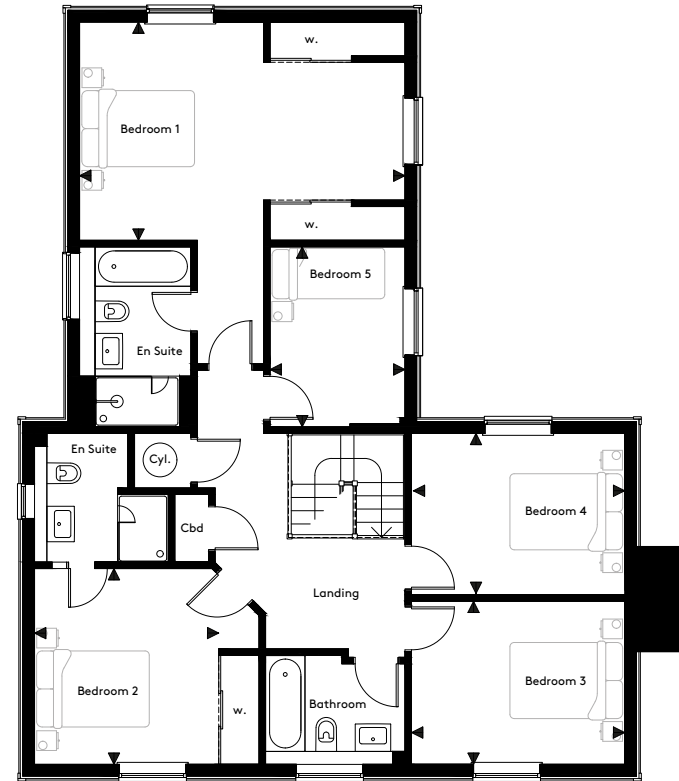 w.
Bedroom 1
w.
Bedroom 5
En Suite
En Suite
Cyl.
Cbd
Bedroom 4
Landing
Bedroom 3
Bedroom 2
w.
Bathroom